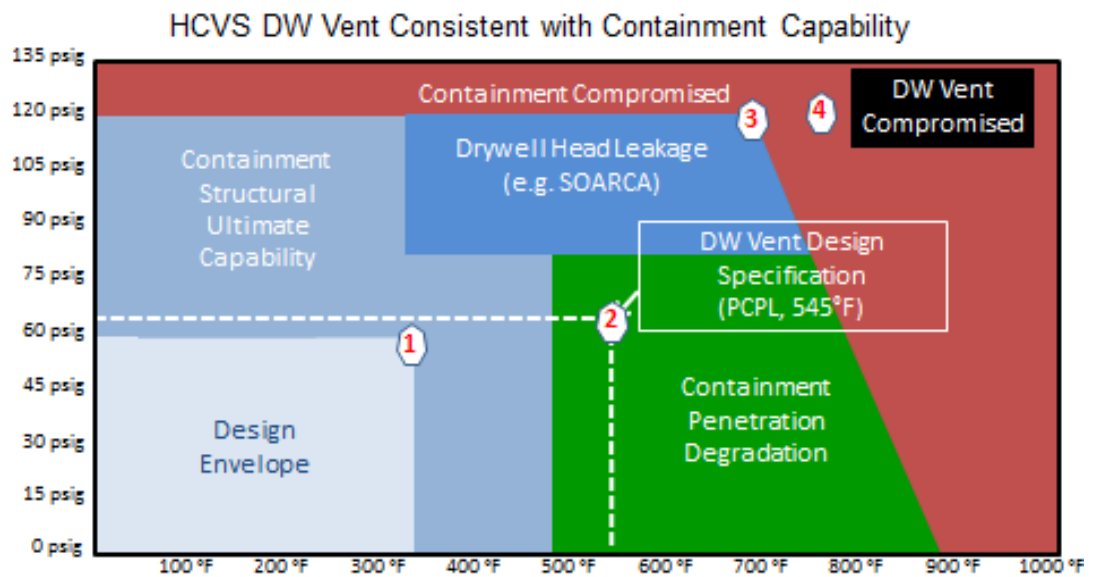 HCVS DW Vent Consistent with Containment Capability
135 psig
120 psig
105 psig
90 psig
75 psig
60 psig
45 psig
30 psig
15 psig
0 psig
Containment Compromised
3
4
DW Vent
Compromised
Containment
Structural
Ultimate
Capability
Drywell Head Leakage
(e.g. SOARCA)
DW Vent Design
Specification
(PCPL, 545°F)
2
1
Design
Envelope
Containment
Penetration
Degradation
100 °F
200 °F
300 °F
400 °F
500 °F
600 °F
700 °F
800 °F
900 °F
1000 °F